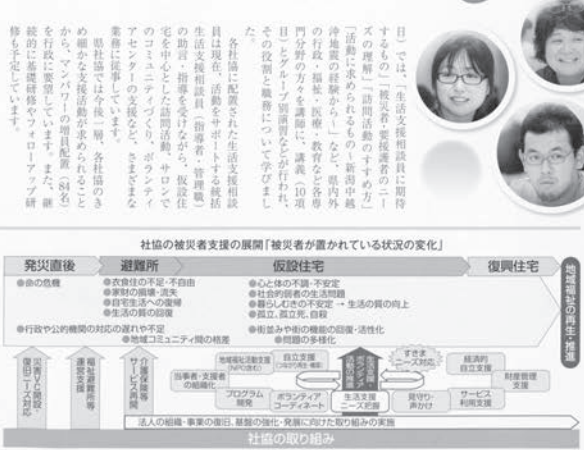 日）では、「生活支援相談員に期待
するもの」「被災者・要援護者のニー
ズの理解」「訪問活動のすすめ方」
「活動に求められるもの～新潟中越
沖地震の経験から～」など、県内外
の行政・福祉・医療、教育など各専
門分野の方々を講師に、講義（10項
目）とグループ別演習などが行われ、
その役割と職務について学びまし
た。
各社協に配置された生活支援相談
員は現在、活動をサポートする統括
生活支援相談員（指導者・管理職）
の助言・指導を受けながら、仮設住
宅を中心とした訪問活動、サロンで
のコミュニティづくり、ボランティ
アセンターの支援など、さまざまな
業務に従事しています。
県社協では今後一層、各社協のき
め細かな支援活動が求められること
から、マンパワーの増員配置（84名）
を行政に要望しています。また、継
続的に基礎研修やフォローアップ研
修も予定しています。
社協の被災者支援の展開「被災者が置かれている状況の変化」
発災直後
避難所
仮設住宅
復興住宅
地域福祉の再生・推進
●命の危機
●衣食住の不足・不自由
●家財の損壊・流失
●自宅生活への復帰
●生活の質の回復
●心と体の不調・不安定
●社会的弱者の生活問題
●暮らしむきの不安定 → 生活の質の向上
●孤立、孤立死、自殺
●行政や公的機関の対応の遅れや不足
●地域コミュニティ間の格差
●街並みや街の機能の回復・活性化
●問題の多様化
災害VC開設・
復旧ニーズ対応
福祉避難所等
運営支援
介護保険等
サービス再開
地域福祉活動支援
(NPO含む)
自立支援
(つながり再生・構築)
すきま
ニーズ対応
経済的
自立支援
当事者・支援者
の組織化
財産管理
支援
プログラム
開発
ボランティア
コーディネート
生活支援
ニーズ把握
見守り・
声かけ
サービス
利用支援
法人の組織・事業の復旧、基盤の強化・発展に向けた取り組みの実施
社協の取り組み